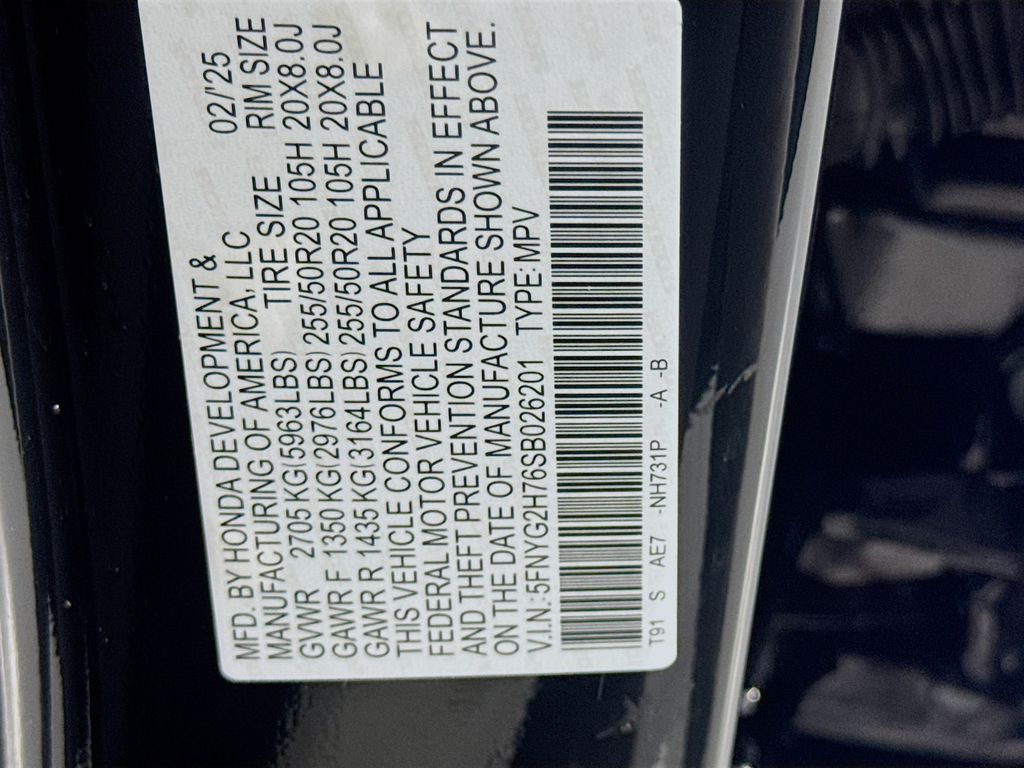 MFD. BY HONDA DEVELOPMENT & 02/'25
MANUFACTURING OF AMERICA, LLC
TIRE SIZE RIM SIZE
GVWR 2705 KG(5963LBS)
GAWR F 1350 KG(2976LBS) 255/50R20 105H 20X8.0J
GAWR R 1435 KG(3164LBS) 255/50R20 105H 20X8.0J
THIS VEHICLE CONFORMS TO ALL APPLICABLE
FEDERAL MOTOR VEHICLE SAFETY
AND THEFT PREVENTION STANDARDS IN EFFECT
ON THE DATE OF MANUFACTURE SHOWN ABOVE.
V.I.N.:5FNYG2H76SB026201 TYPE: MPV
T91 S AE7 -NH731P -A -B